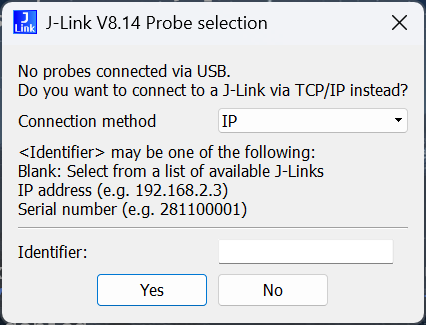 J-Link V8.14 Probe selection
No probes connected via USB.
Do you want to connect to a J-Link via TCP/IP instead?
Connection method
IP
<Identifier> may be one of the following:
Blank: Select from a list of available J-Links
IP address (e.g. 192.168.2.3)
Serial number (e.g. 281100001)
Identifier:
Yes
No